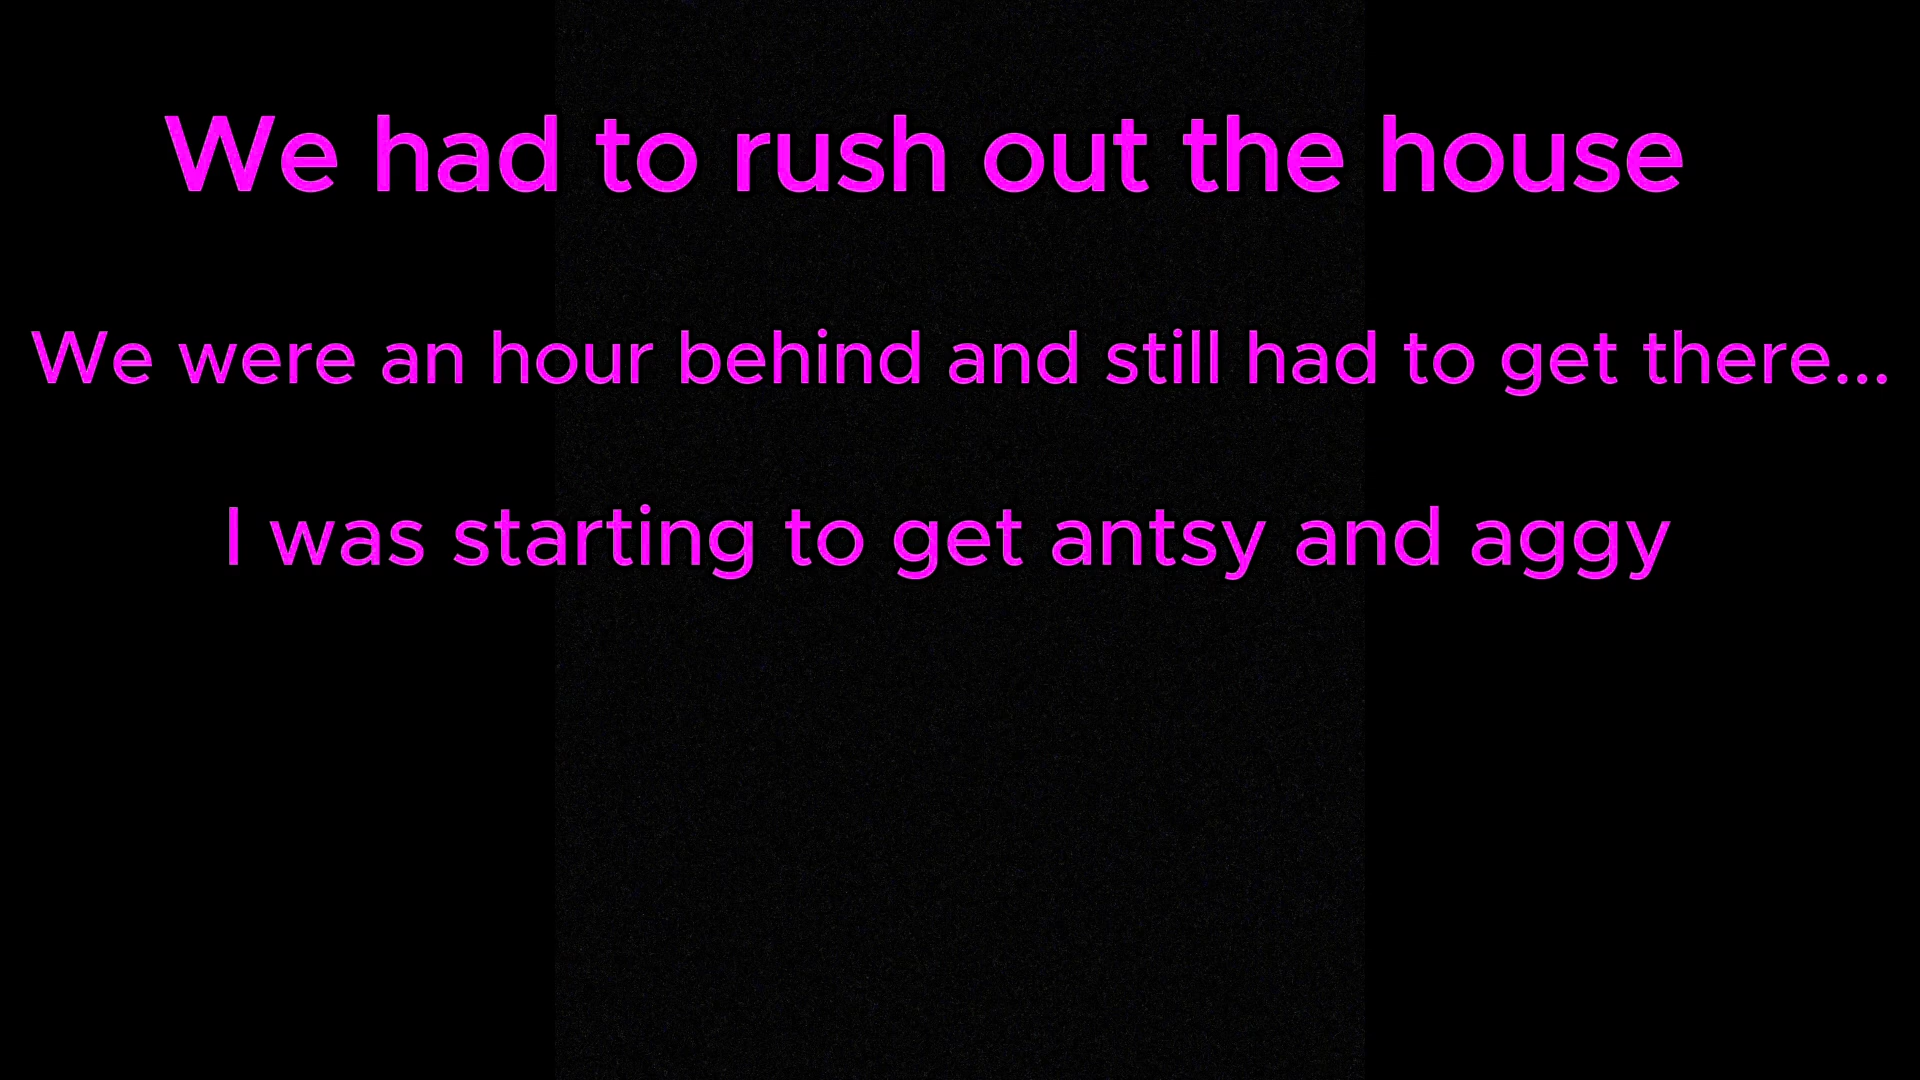 We had to rush out the house
We were an hour behind and still had to get there...
I was starting to get antsy and aggy